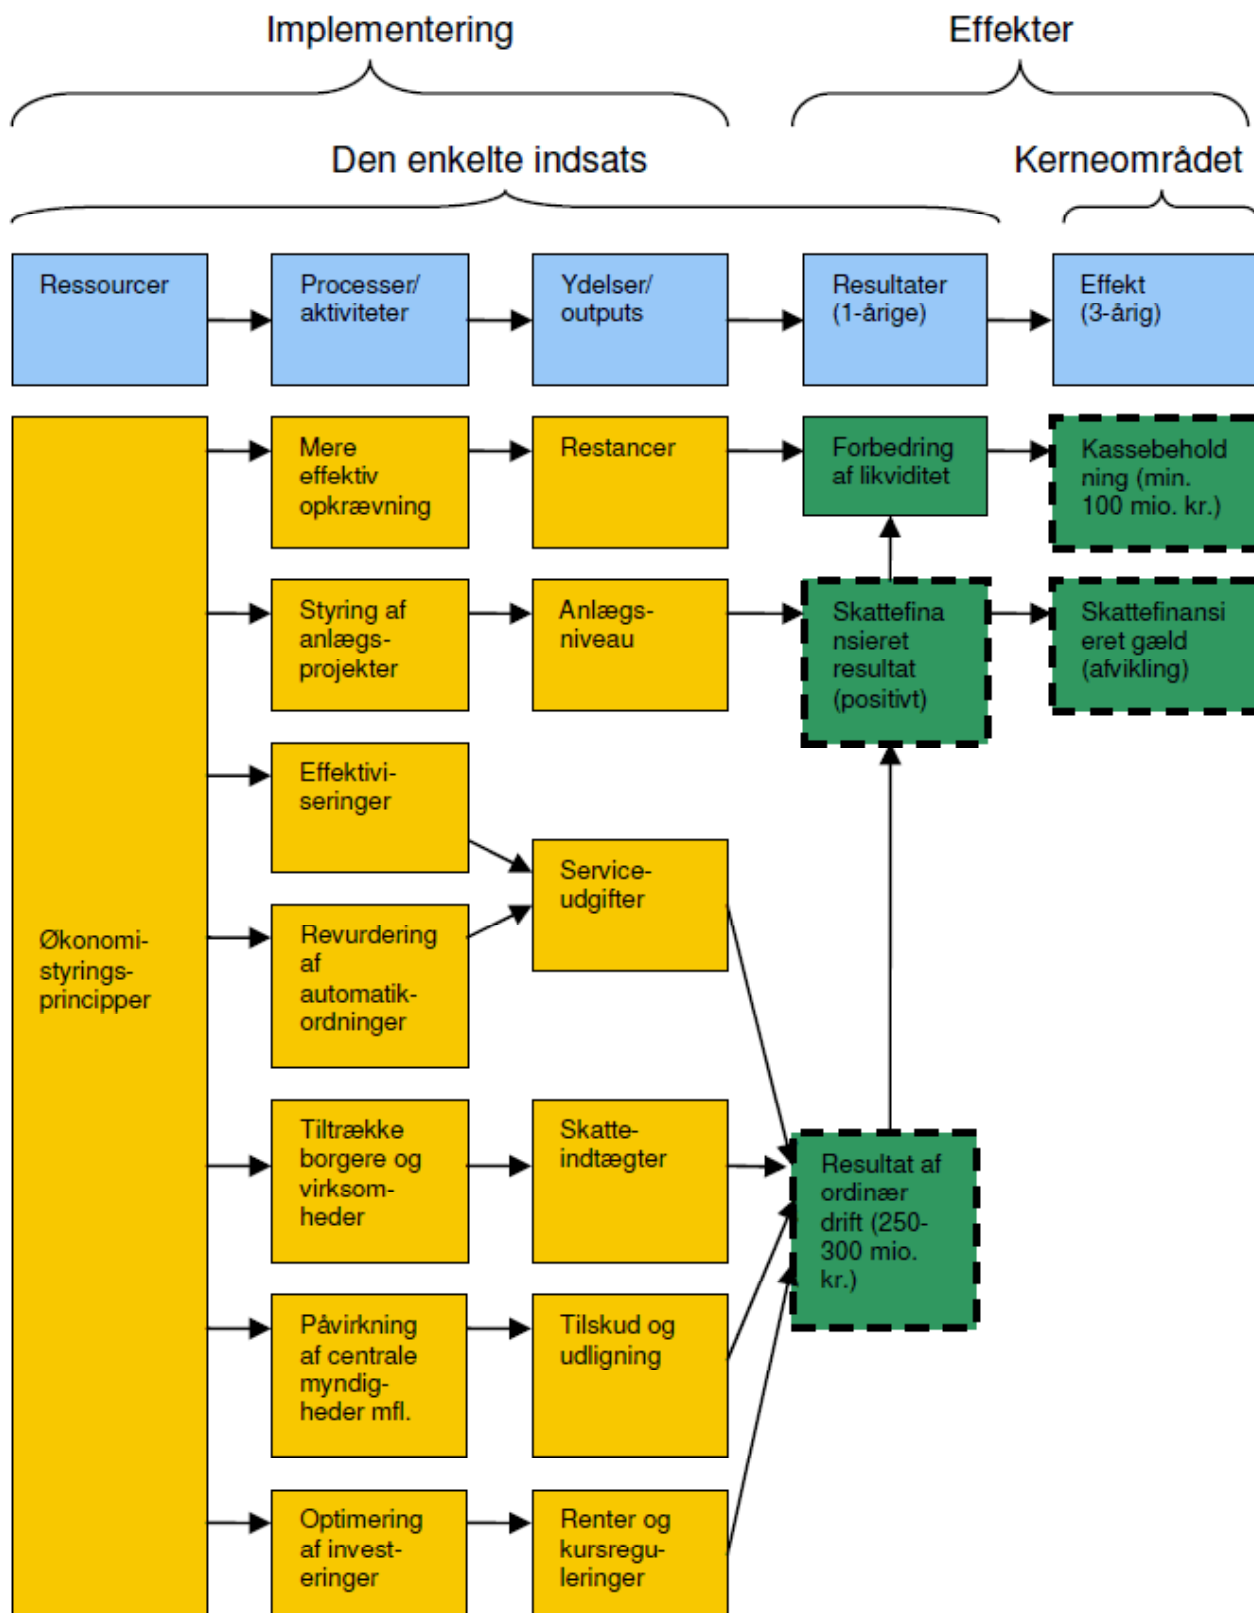 Implementering
Effekter
Den enkelte indsats
Kerneområdet
Ressourcer
Processer/
aktiviteter
Ydelser/
outputs
Resultater
(1-årige)
Effekt
(3-årig)
Økonomi-
styrings-
principper
Mere
effektiv
opkrævning
Restancer
Forbedring
af likviditet
Kassebehold
ning (min.
100 mio. kr.)
Styring af
anlægs-
projekter
Anlægs-
niveau
Skattefina
nsieret
resultat
(positivt)
Skattefinansi
eret gæld
(afvikling)
Effektivi-
seringer
Service-
udgifter
Revurdering
af
automatik-
ordninger
Tiltrække
borgere og
virksom-
heder
Skatte-
indtægter
Resultat af
ordinær
drift (250-
300 mio.
kr.)
Påvirkning
af centrale
myndig-
heder mfl.
Tilskud og
udligning
Optimering
af invest-
eringer
Renter og
kursregu-
leringer